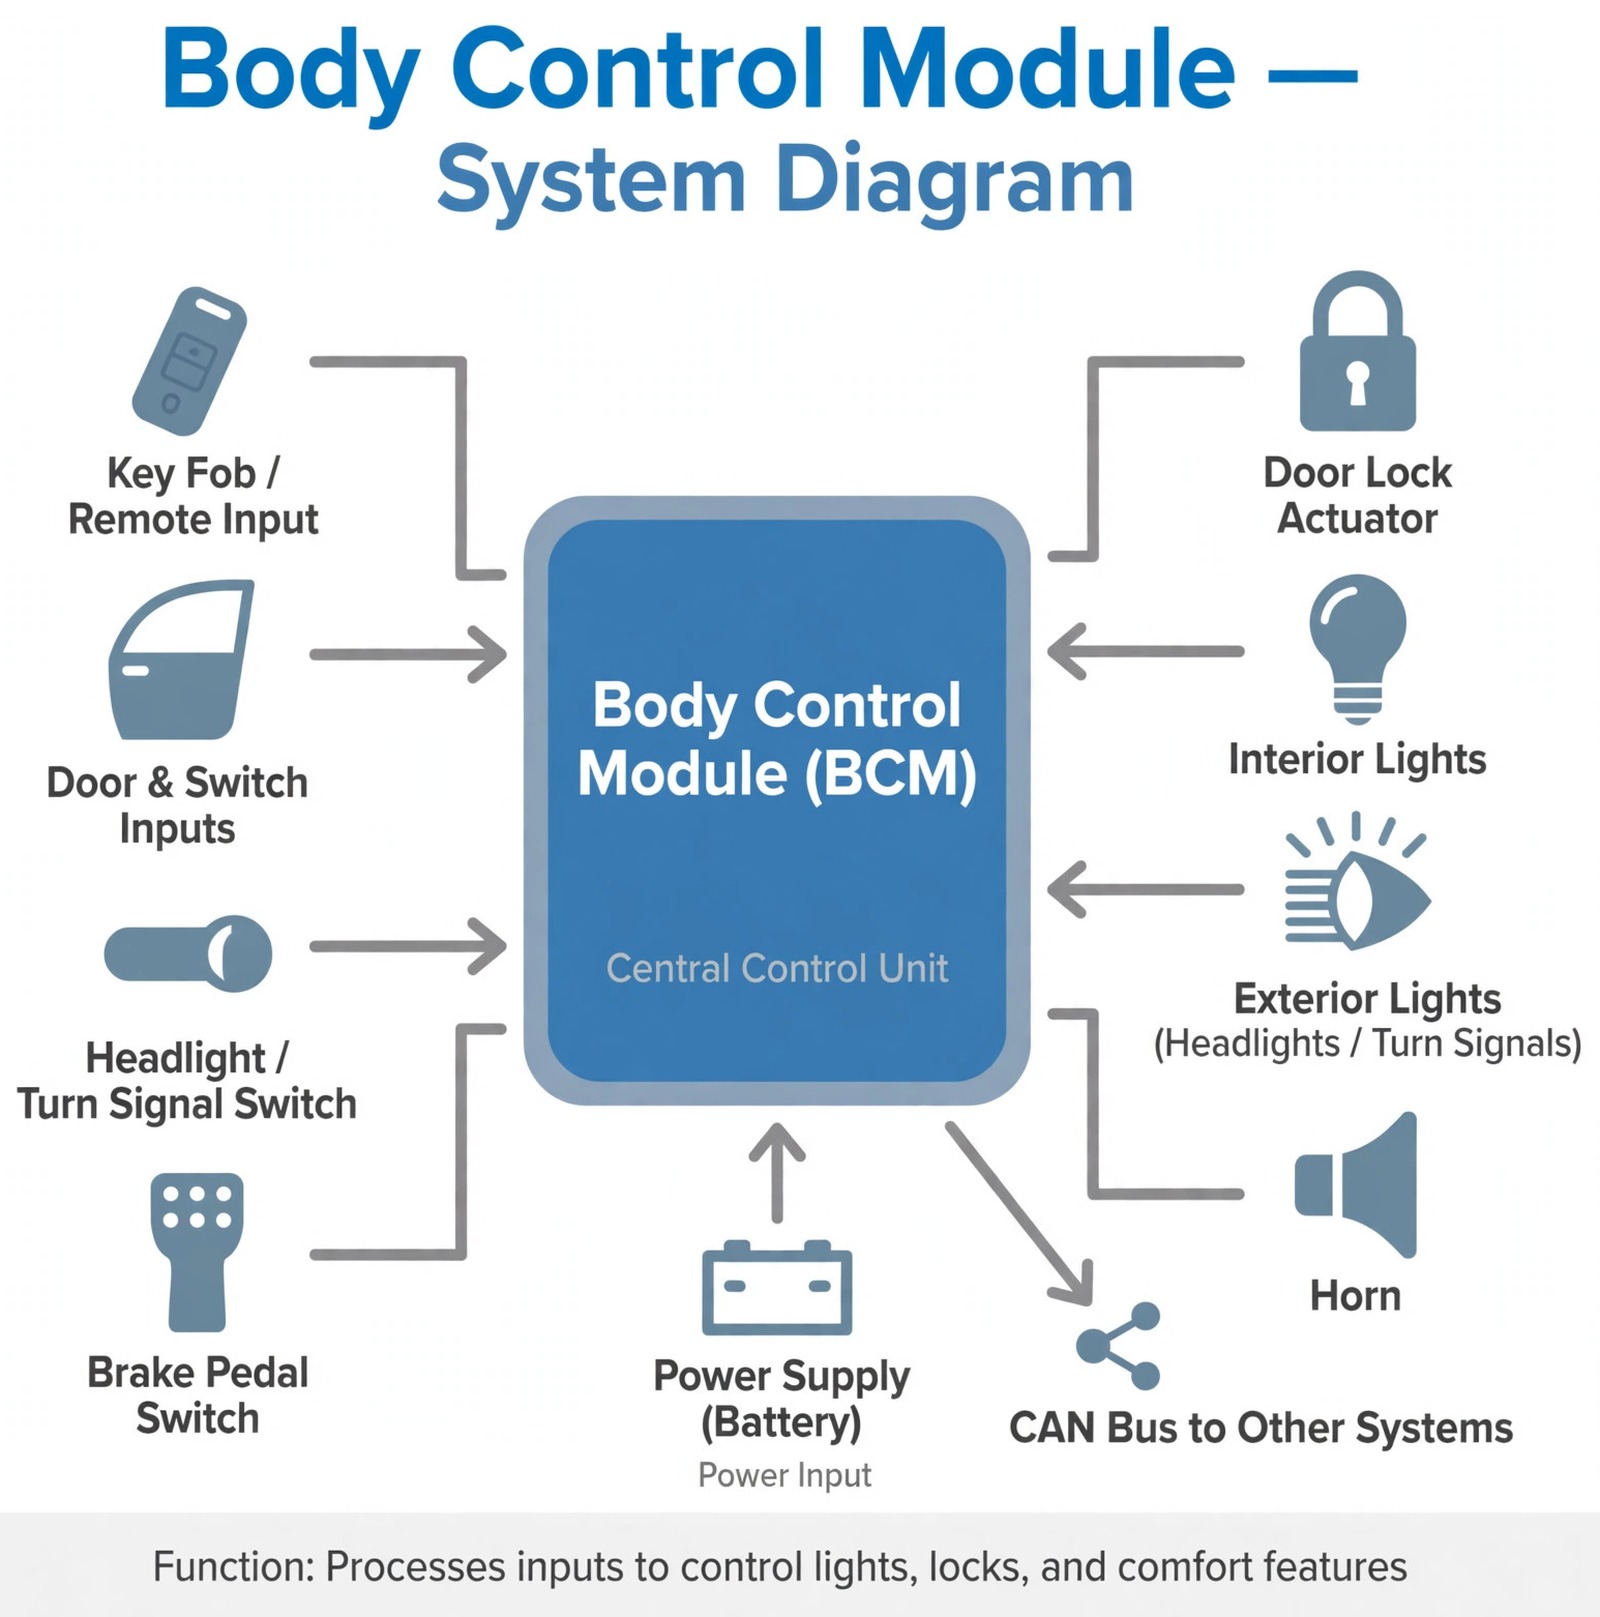 Body Control Module —
System Diagram
Key Fob /
Remote Input
Door & Switch
Inputs
Headlight /
Turn Signal Switch
Brake Pedal
Switch
Body Control
Module (BCM)
Central Control Unit
Door Lock
Actuator
Interior Lights
Exterior Lights
(Headlights / Turn Signals)
Horn
Power Supply
(Battery)
Power Input
CAN Bus to Other Systems
Function: Processes inputs to control lights, locks, and comfort features